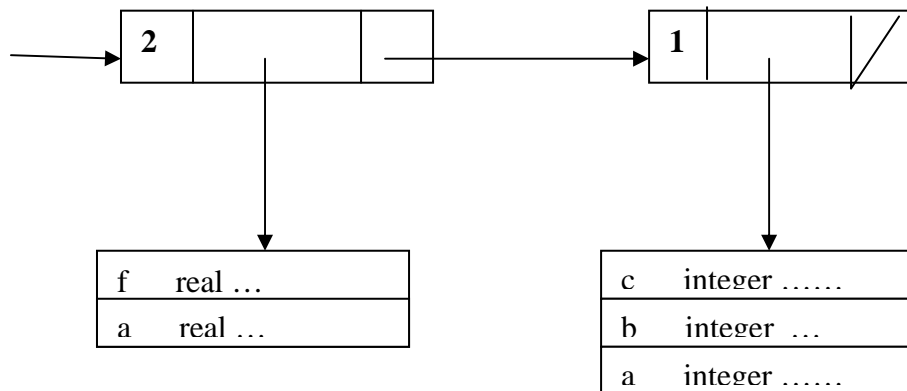 2 1
f real … c integer ……
a real … b integer …
a integer ……